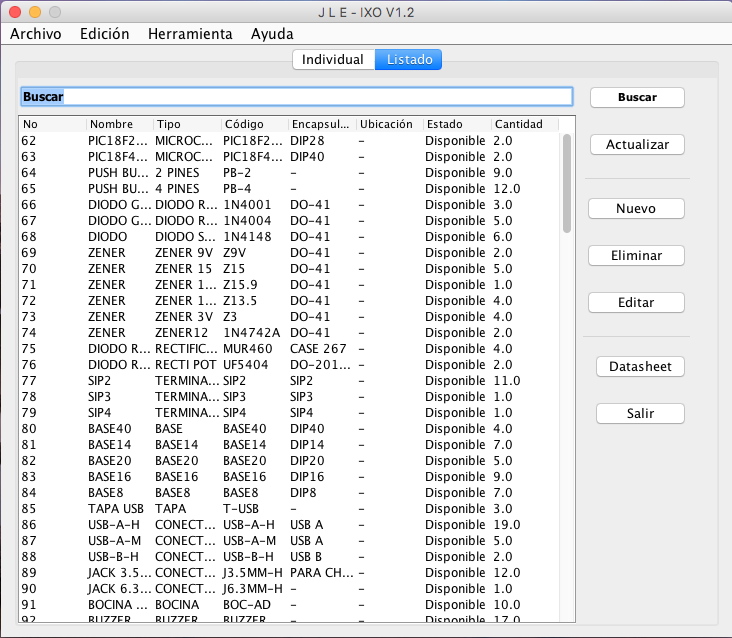 J L E - IXO V1.2
Archivo Edición Herramienta Ayuda
Individual Listado
Buscar Buscar
Actualizar
Nuevo
Eliminar
Editar
Datasheet
Salir
No Nombre Tipo Código Encapsul... Ubicación Estado Cantidad
62 PIC18F2... MICROC... PIC18F2... DIP28 - Disponible 2.0
63 PIC18F4... MICROC... PIC18F4... DIP40 - Disponible 2.0
64 PUSH BU... 2 PINES PB-2 - - Disponible 9.0
65 PUSH BU... 4 PINES PB-4 - - Disponible 12.0
66 DIODO G... DIODO R... 1N4001 DO-41 - Disponible 3.0
67 DIODO G... DIODO R... 1N4004 DO-41 - Disponible 5.0
68 DIODO DIODO S... 1N4148 DO-41 - Disponible 6.0
69 ZENER ZENER 9V Z9V DO-41 - Disponible 2.0
70 ZENER ZENER 15 Z15 DO-41 - Disponible 5.0
71 ZENER ZENER 1... Z15.9 DO-41 - Disponible 1.0
72 ZENER ZENER 1... Z13.5 DO-41 - Disponible 4.0
73 ZENER ZENER 3V Z3 DO-41 - Disponible 4.0
74 ZENER ZENER12 1N4742A DO-41 - Disponible 2.0
75 DIODO R... RECTIFIC... MUR460 CASE 267 - Disponible 4.0
76 DIODO R... RECTI POT UF5404 DO-201... - Disponible 2.0
77 SIP2 TERMINA... SIP2 SIP2 - Disponible 11.0
78 SIP3 TERMINA... SIP3 SIP3 - Disponible 1.0
79 SIP4 TERMINA... SIP4 SIP4 - Disponible 1.0
80 BASE40 BASE BASE40 DIP40 - Disponible 4.0
81 BASE14 BASE14 BASE14 DIP14 - Disponible 7.0
82 BASE20 BASE20 BASE20 DIP20 - Disponible 5.0
83 BASE16 BASE16 BASE16 DIP16 - Disponible 9.0
84 BASE8 BASE8 BASE8 DIP8 - Disponible 7.0
85 TAPA USB TAPA T-USB - - Disponible 3.0
86 USB-A-H CONECT... USB-A-H USB A - Disponible 19.0
87 USB-A-M CONECT... USB-A-M USB A - Disponible 5.0
88 USB-B-H CONECT... USB-B-H USB B - Disponible 2.0
89 JACK 3.5... CONECT... J3.5MM-H PARA CH... - Disponible 12.0
90 JACK 6.3... CONECT... J6.3MM-H - - Disponible 1.0
91 BOCINA ... BOCINA BOC-AD - - Disponible 10.0
92 BUZZER BUZZER BUZZER - - Disponible 17.0